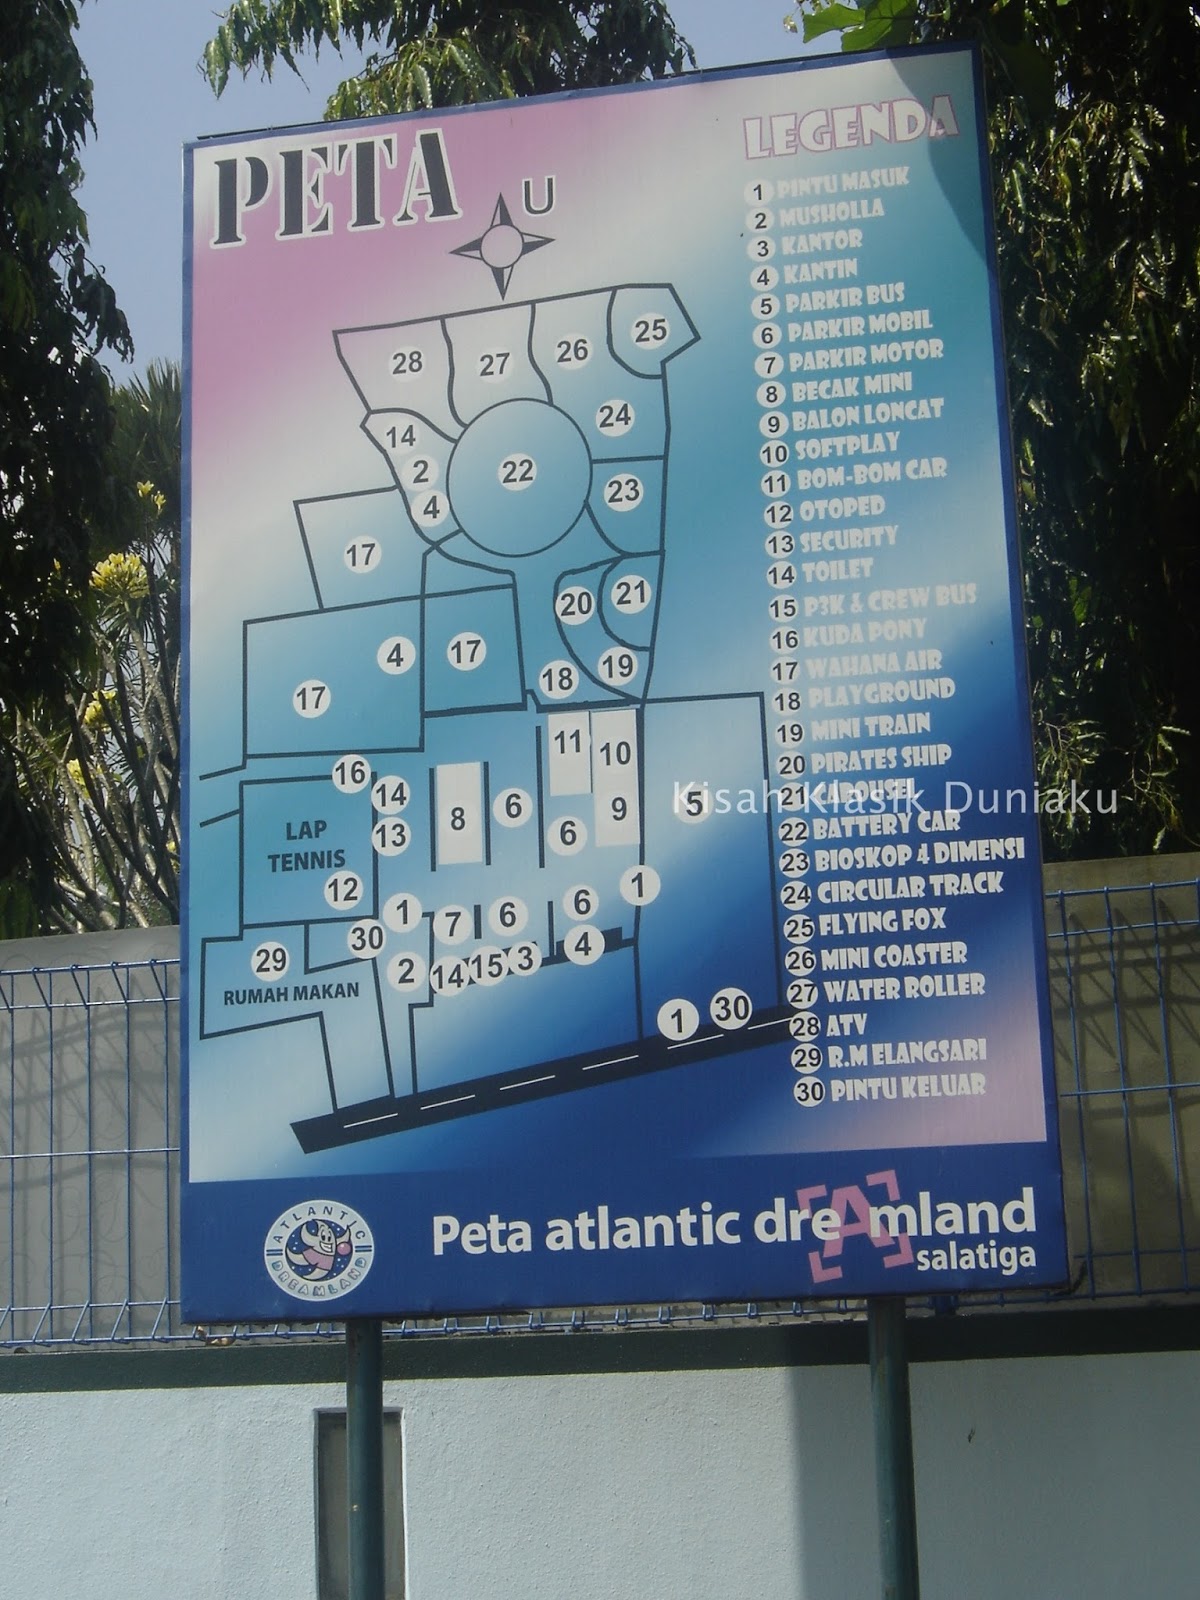 PETA
U
LEGENDA
1 PINTU MASUK
2 MUSHOLLA
3 KANTOR
4 KANTIN
5 PARKIR BUS
6 PARKIR MOBIL
7 PARKIR MOTOR
8 BECAK MINI
9 BALON LONCAT
10 SOFTPLAY
11 BOM-BOM CAR
12 OTOPED
13 SECURITY
14 TOILET
15 P3K & CREW BUS
16 KUDA PONY
17 WAHANA AIR
18 PLAYGROUND
19 MINI TRAIN
20 PIRATES SHIP
21 CAROUSEL
22 BATTERY CAR
23 BIOSKOP 4 DIMENSI
24 CIRCULAR TRACK
25 FLYING FOX
26 MINI COASTER
27 WATER ROLLER
28 ATV
29 R.M ELANGSARI
30 PINTU KELUAR
28 27 26 25
24
14
2 22 23
4
17
20 21
4 17 18 19
17
11 10
16
14 8 6 5
13 6 9
LAP
TENNIS
12
1 7 6 6 1
30
29 2 14 15 3 4
RUMAH MAKAN
1 30
Kisah Klasik Duniaku
ATLANTIC
DREAMLAND
Peta atlantic dreAmland
salatiga